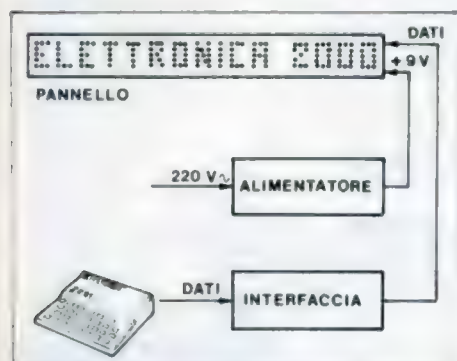 DATI
ELETTRONICA 2000
+9V
PANNELLO
220 V~
ALIMENTATORE
DATI
INTERFACCIA